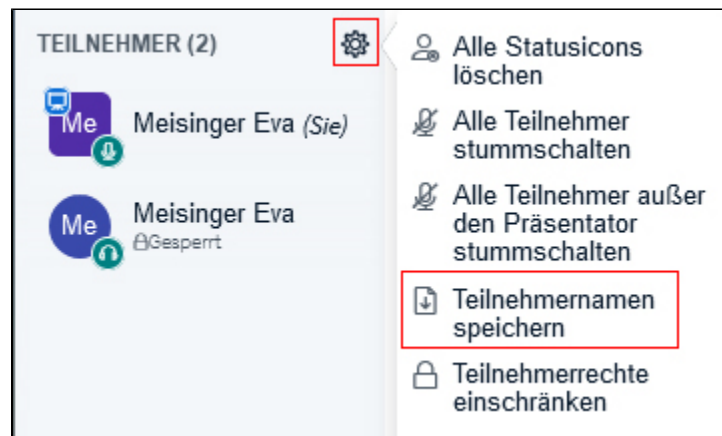 TEILNEHMER (2)
Me
Meisinger Eva (Sie)
Me
Meisinger Eva
Gesperrt
Alle Statusicons
löschen
Alle Teilnehmer
stummschalten
Alle Teilnehmer außer
den Präsentator
stummschalten
Teilnehmernamen
speichern
Teilnehmerrechte
einschränken